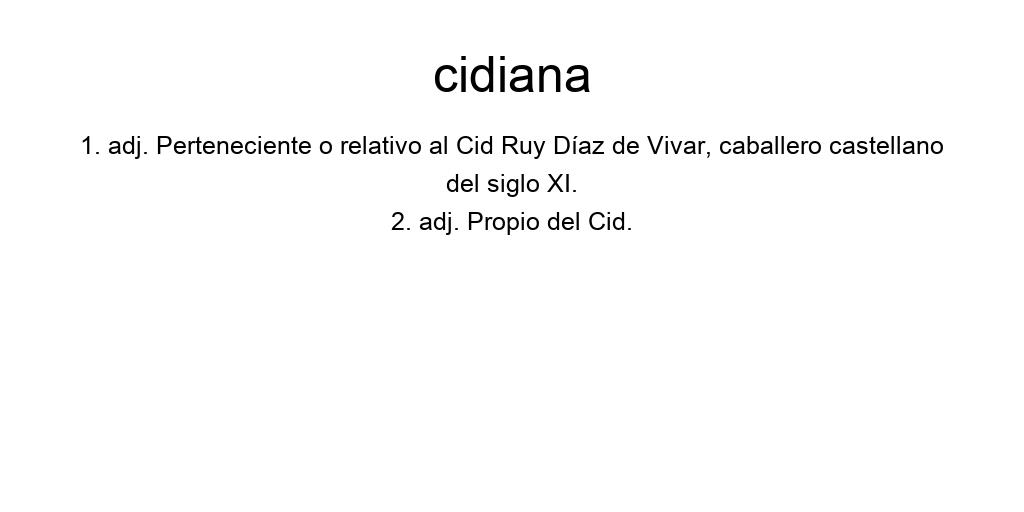 cidiana
1. adj. Perteneciente o relativo al Cid Ruy Díaz de Vivar, caballero castellano
del siglo XI.
2. adj. Propio del Cid.